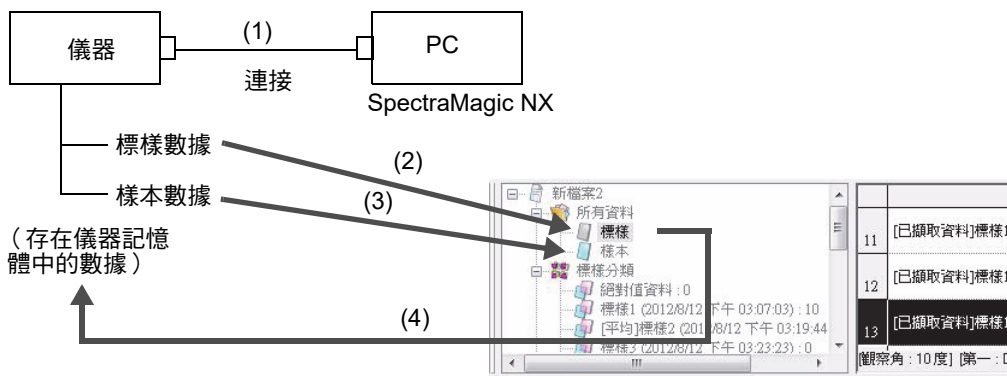 儀器
(1)
連接
PC
SpectraMagic NX
標樣數據
(2)
樣本數據
(3)
(存在儀器記憶
體中的數據)
(4)
新檔案2
所有資料
標樣
樣本
標樣分類
絕對值資料 : 0
標樣1 (2012/8/12 下午 03:07:03) : 10
[平均]標樣2 (2012/8/12 下午 03:19:44
標樣3 (2012/8/12 下午 03:23:23) : 0
11 [已擷取資料]標樣1
12 [已擷取資料]標樣1
13 [已擷取資料]標樣1
[觀察角 : 10度] [第一 : D